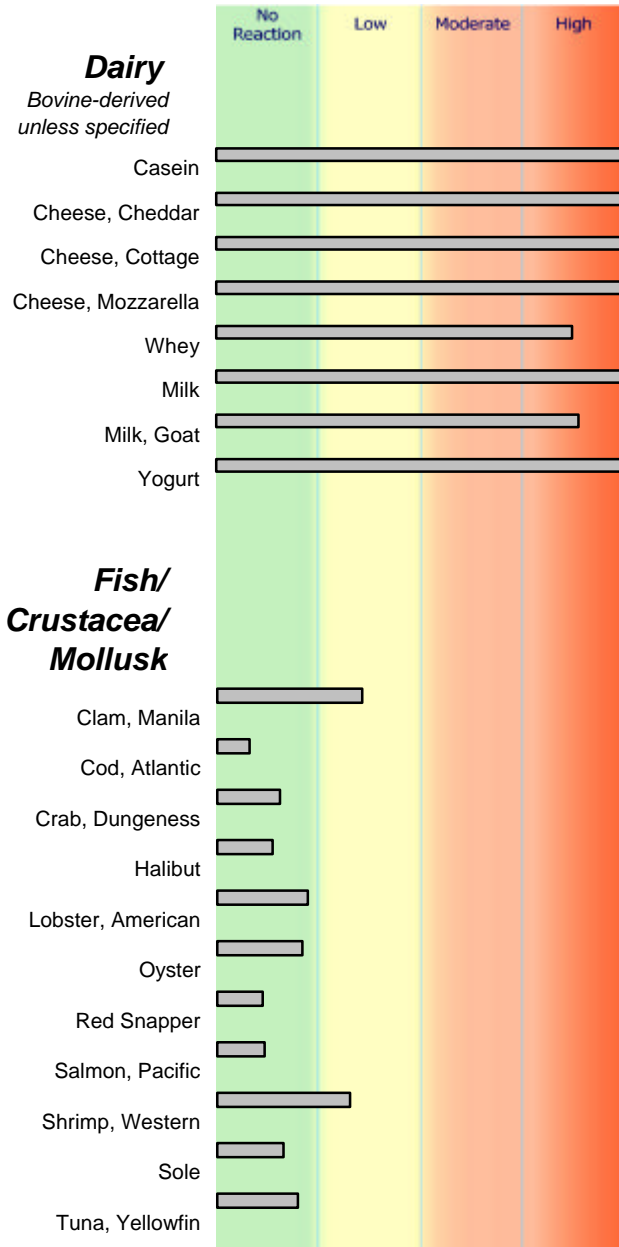 No
Reaction
Low
Moderate
High
Dairy
Bovine-derived
unless specified
Casein
Cheese, Cheddar
Cheese, Cottage
Cheese, Mozzarella
Whey
Milk
Milk, Goat
Yogurt
Fish/
Crustacea/
Mollusk
Clam, Manila
Cod, Atlantic
Crab, Dungeness
Halibut
Lobster, American
Oyster
Red Snapper
Salmon, Pacific
Shrimp, Western
Sole
Tuna, Yellowfin